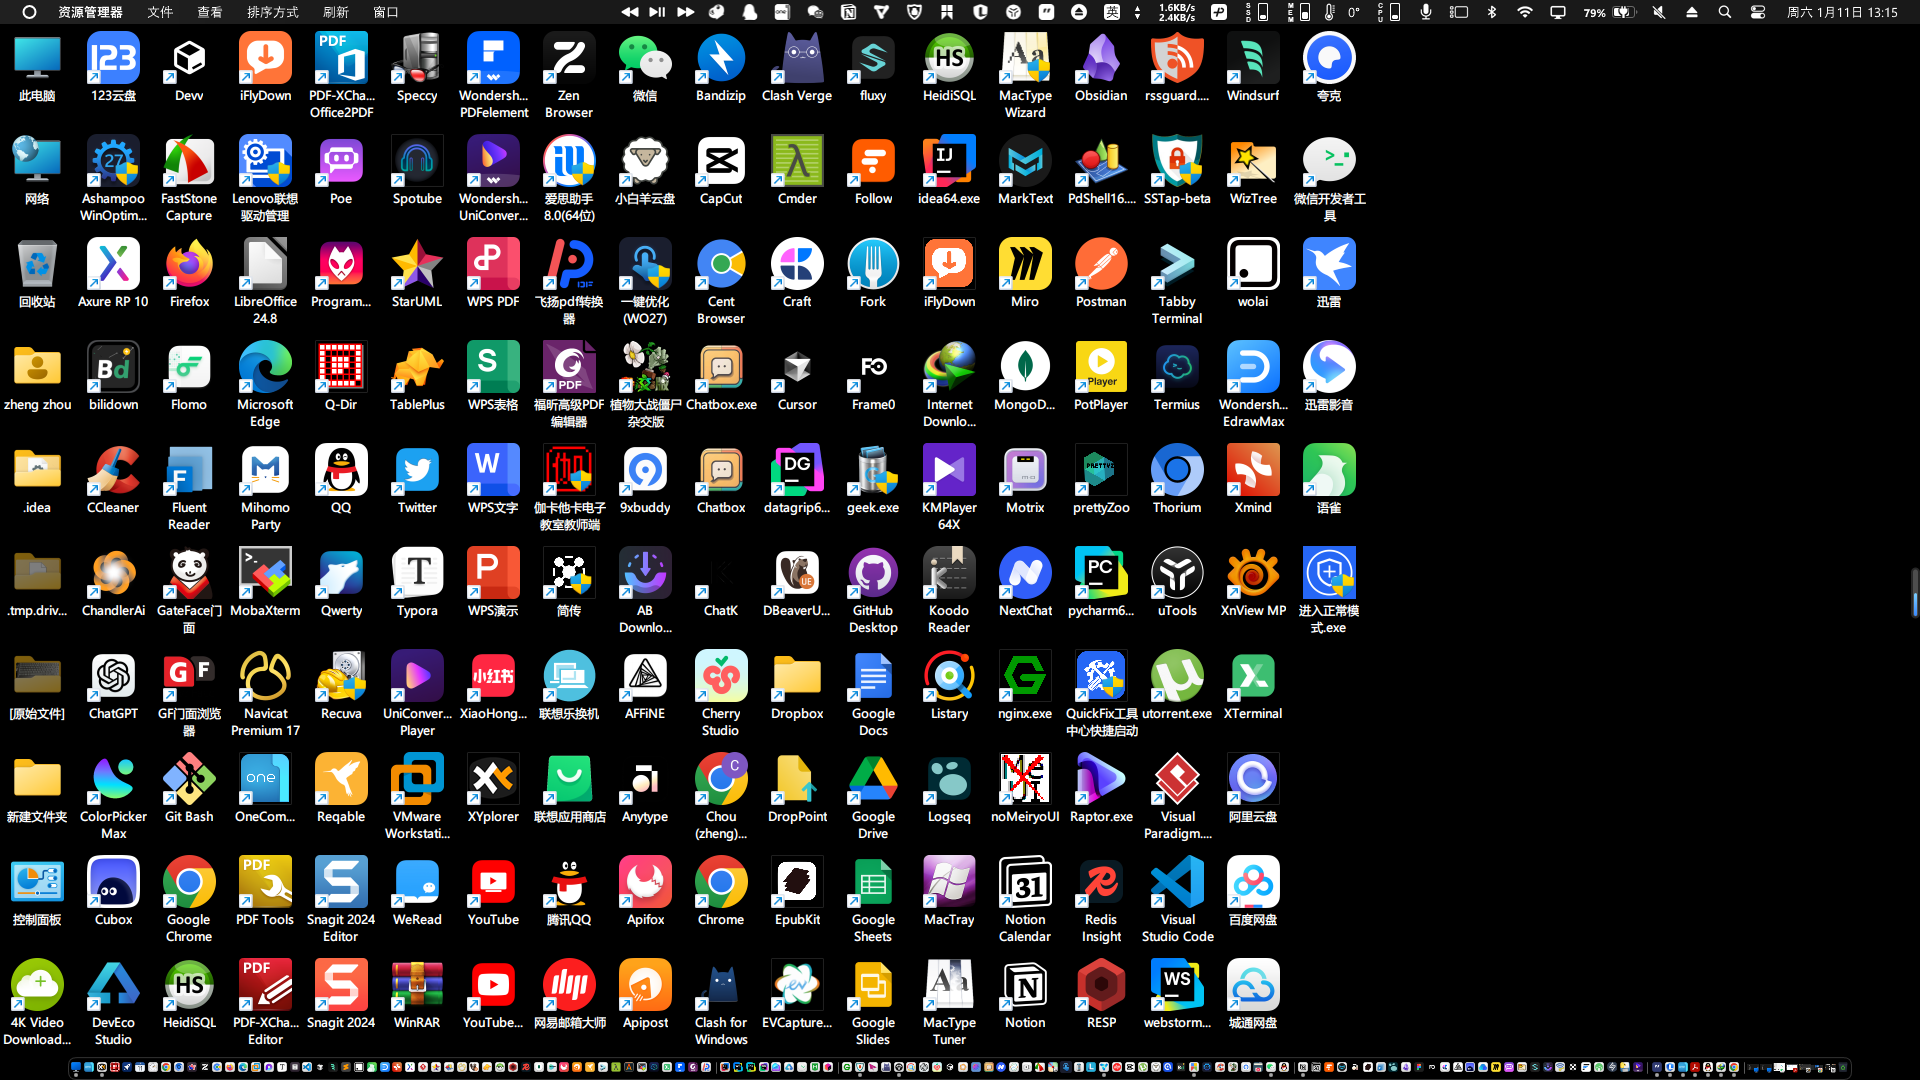 资源管理器 文件 查看 排序方式 刷新 窗口 英 1.6KB/s 2.4KB/s SSD MEM 0° CPU 79% 周六 1月11日 13:15
此电脑 123云盘 Devv iFlyDown PDF-XCha... Office2PDF Speccy Wondersh... PDFelement Zen Browser 微信 Bandizip Clash Verge fluxy HeidiSQL MacType Wizard Obsidian rssguard.... Windsurf 夸克
网络 Ashampoo WinOptim... FastStone Capture Lenovo联想驱动管理 Poe Spotube Wondersh... UniConver... 爱思助手8.0(64位) 小白羊云盘 CapCut Cmder Follow idea64.exe MarkText PdShell16.... SSTap-beta WizTree 微信开发者工具
回收站 Axure RP 10 Firefox LibreOffice 24.8 Program... StarUML WPS PDF 飞扬pdf转换器 一键优化(WO27) Cent Browser Craft Fork iFlyDown Miro Postman Tabby Terminal wolai 迅雷
zheng zhou bilidown Flomo Microsoft Edge Q-Dir TablePlus WPS表格 福昕高级PDF编辑器 植物大战僵尸杂交版 Chatbox.exe Cursor Frame0 Internet Downlo... MongoD... PotPlayer Termius Wondersh... EdrawMax 迅雷影音
.idea CCleaner Fluent Reader Mihomo Party QQ Twitter WPS文字 伽卡他卡电子教室教师端 9xbuddy Chatbox datagrip6... geek.exe KMPlayer 64X Motrix prettyZoo Thorium Xmind 语雀
.tmp.driv... ChandlerAi GateFace门面 MobaXterm Qwerty Typora WPS演示 简传 AB Downlo... ChatK DBeaverU... GitHub Desktop Koodo Reader NextChat pycharm6... uTools XnView MP 进入正常模式.exe
[原始文件] ChatGPT GF门面浏览器 Navicat Premium 17 Recuva UniConver... Player XiaoHong... 联想乐换机 AFFiNE Cherry Studio Dropbox Google Docs Listary nginx.exe QuickFix工具中心快捷启动 utorrent.exe XTerminal
新建文件夹 ColorPicker Max Git Bash OneCom... Reqable VMware Workstati... XYplorer 联想应用商店 Anytype Chou (zheng)... DropPoint Google Drive Logseq noMeiryoUI Raptor.exe Visual Paradigm.... 阿里云盘
控制面板 Cubox Google Chrome PDF Tools Snagit 2024 Editor WeRead YouTube 腾讯QQ Apifox Chrome EpubKit Google Sheets MacTray Notion Calendar Redis Insight Visual Studio Code 百度网盘
4K Video Download... DevEco Studio HeidiSQL PDF-XCha... Editor Snagit 2024 WinRAR YouTube... 网易邮箱大师 Apipost Clash for Windows EVCapture... Google Slides MacType Tuner Notion RESP webstorm... 城通网盘